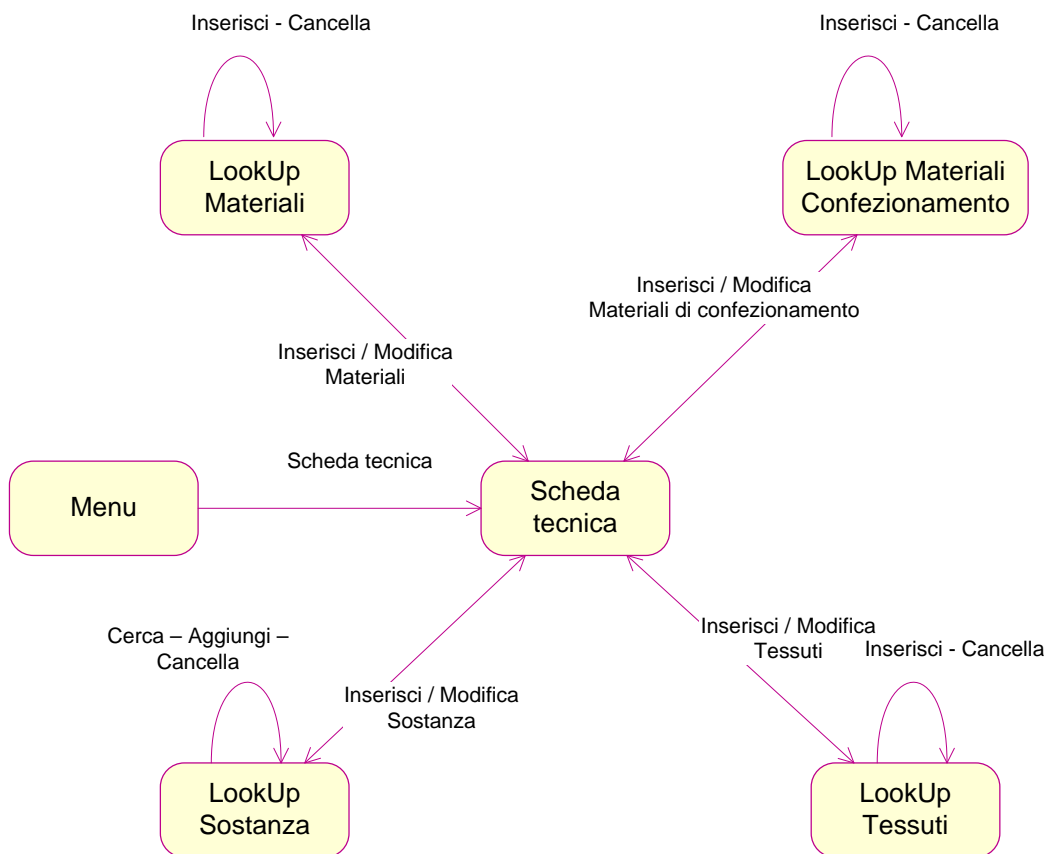 Inserisci - Cancella
Inserisci - Cancella
LookUp
Materiali
LookUp Materiali
Confezionamento
Inserisci / Modifica
Materiali di confezionamento
Inserisci / Modifica
Materiali
Scheda tecnica
Menu
Scheda
tecnica
Cerca – Aggiungi –
Cancella
Inserisci / Modifica
Tessuti
Inserisci - Cancella
Inserisci / Modifica
Sostanza
LookUp
Sostanza
LookUp
Tessuti